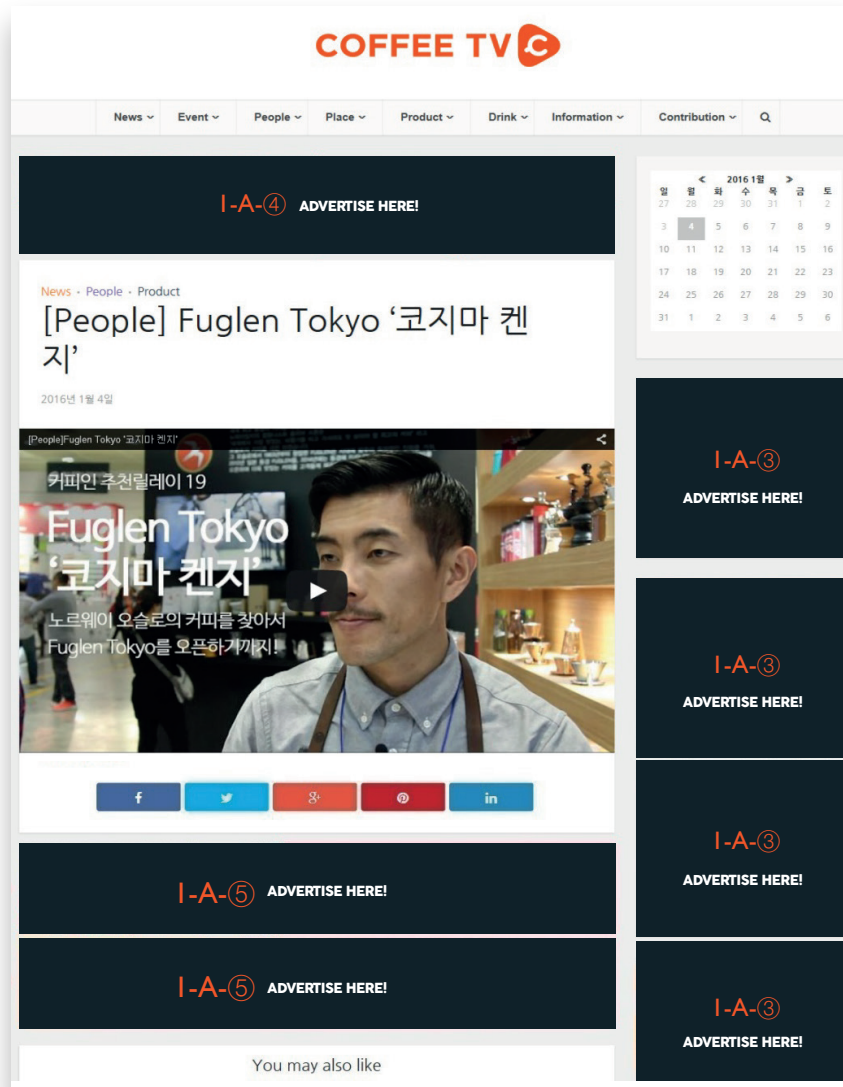 COFFEE TV
News
Event
People
Place
Product
Drink
Information
Contribution
I-A-④ ADVERTISE HERE!
≪ 2016 1월 ≫
일 월 화 수 목 금 토
27 28 29 30 31 1 2
3 4 5 6 7 8 9
10 11 12 13 14 15 16
17 18 19 20 21 22 23
24 25 26 27 28 29 30
31 1 2 3 4 5 6
News · People · Product
[People] Fuglen Tokyo ‘코지마 켄
지’
2016년 1월 4일
[People]Fuglen Tokyo '코지마 켄지'
커피인 추천릴레이 19
Fuglen Tokyo
‘코지마 켄지’
노르웨이 오슬로의 커피를 찾아서
Fuglen Tokyo를 오픈하기까지!
I-A-③
ADVERTISE HERE!
I-A-③
ADVERTISE HERE!
I-A-③
ADVERTISE HERE!
I-A-③
ADVERTISE HERE!
I-A-⑤ ADVERTISE HERE!
I-A-⑤ ADVERTISE HERE!
You may also like